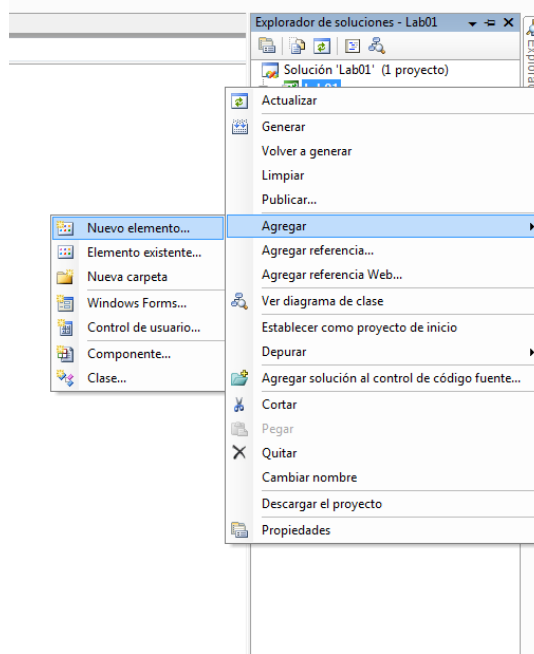 Explorador de soluciones - Lab01
Solución 'Lab01' (1 proyecto)
Lab01
Actualizar
Generar
Volver a generar
Limpiar
Publicar...
Agregar
Agregar referencia...
Agregar referencia Web...
Ver diagrama de clase
Establecer como proyecto de inicio
Depurar
Agregar solución al control de código fuente...
Cortar
Pegar
Quitar
Cambiar nombre
Descargar el proyecto
Propiedades
Nuevo elemento...
Elemento existente...
Nueva carpeta
Windows Forms...
Control de usuario...
Componente...
Clase...